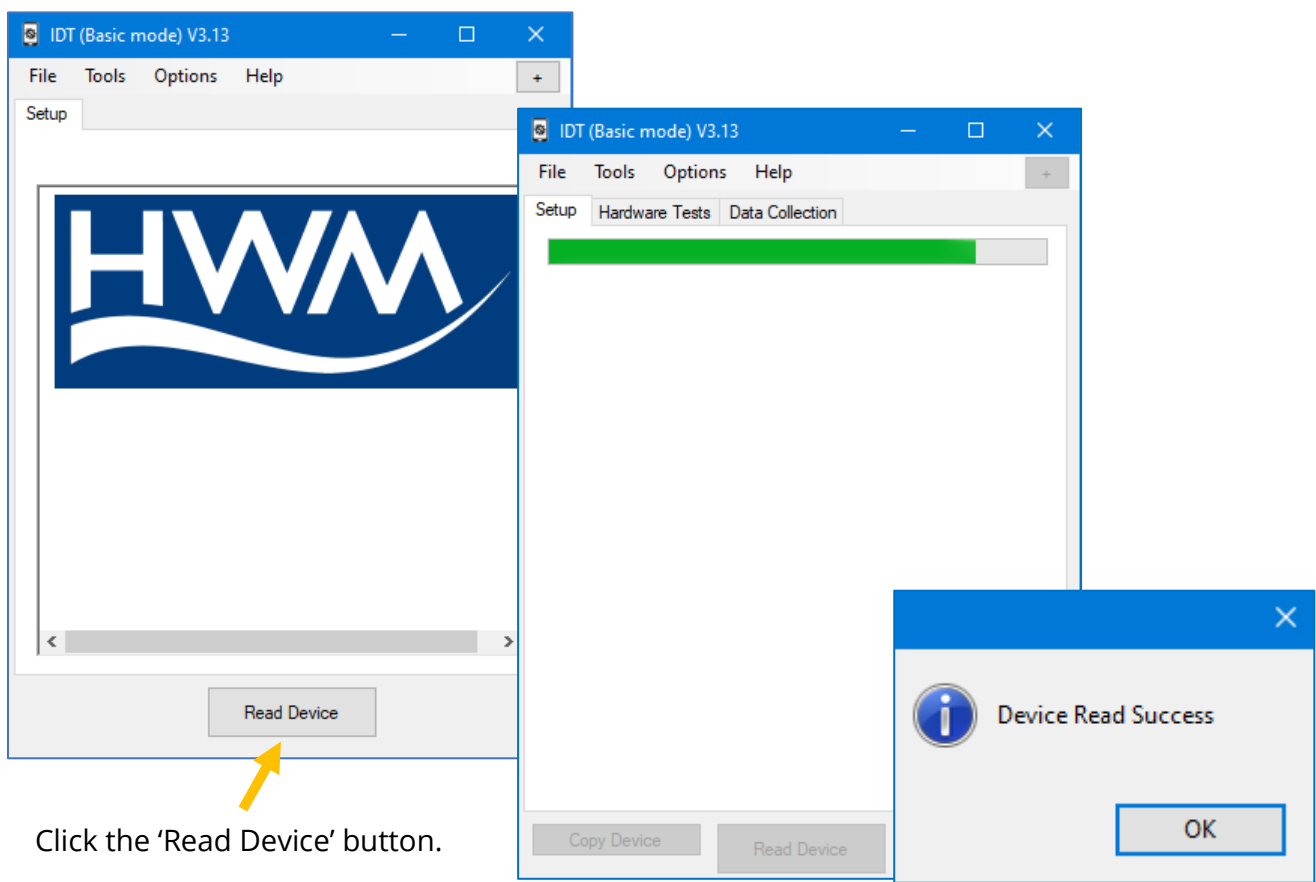 IDT (Basic mode) V3.13
File Tools Options Help +
Setup
HWM
Read Device
Click the ‘Read Device’ button.
IDT (Basic mode) V3.13
File Tools Options Help +
Setup Hardware Tests Data Collection
Copy Device Read Device
Device Read Success
OK